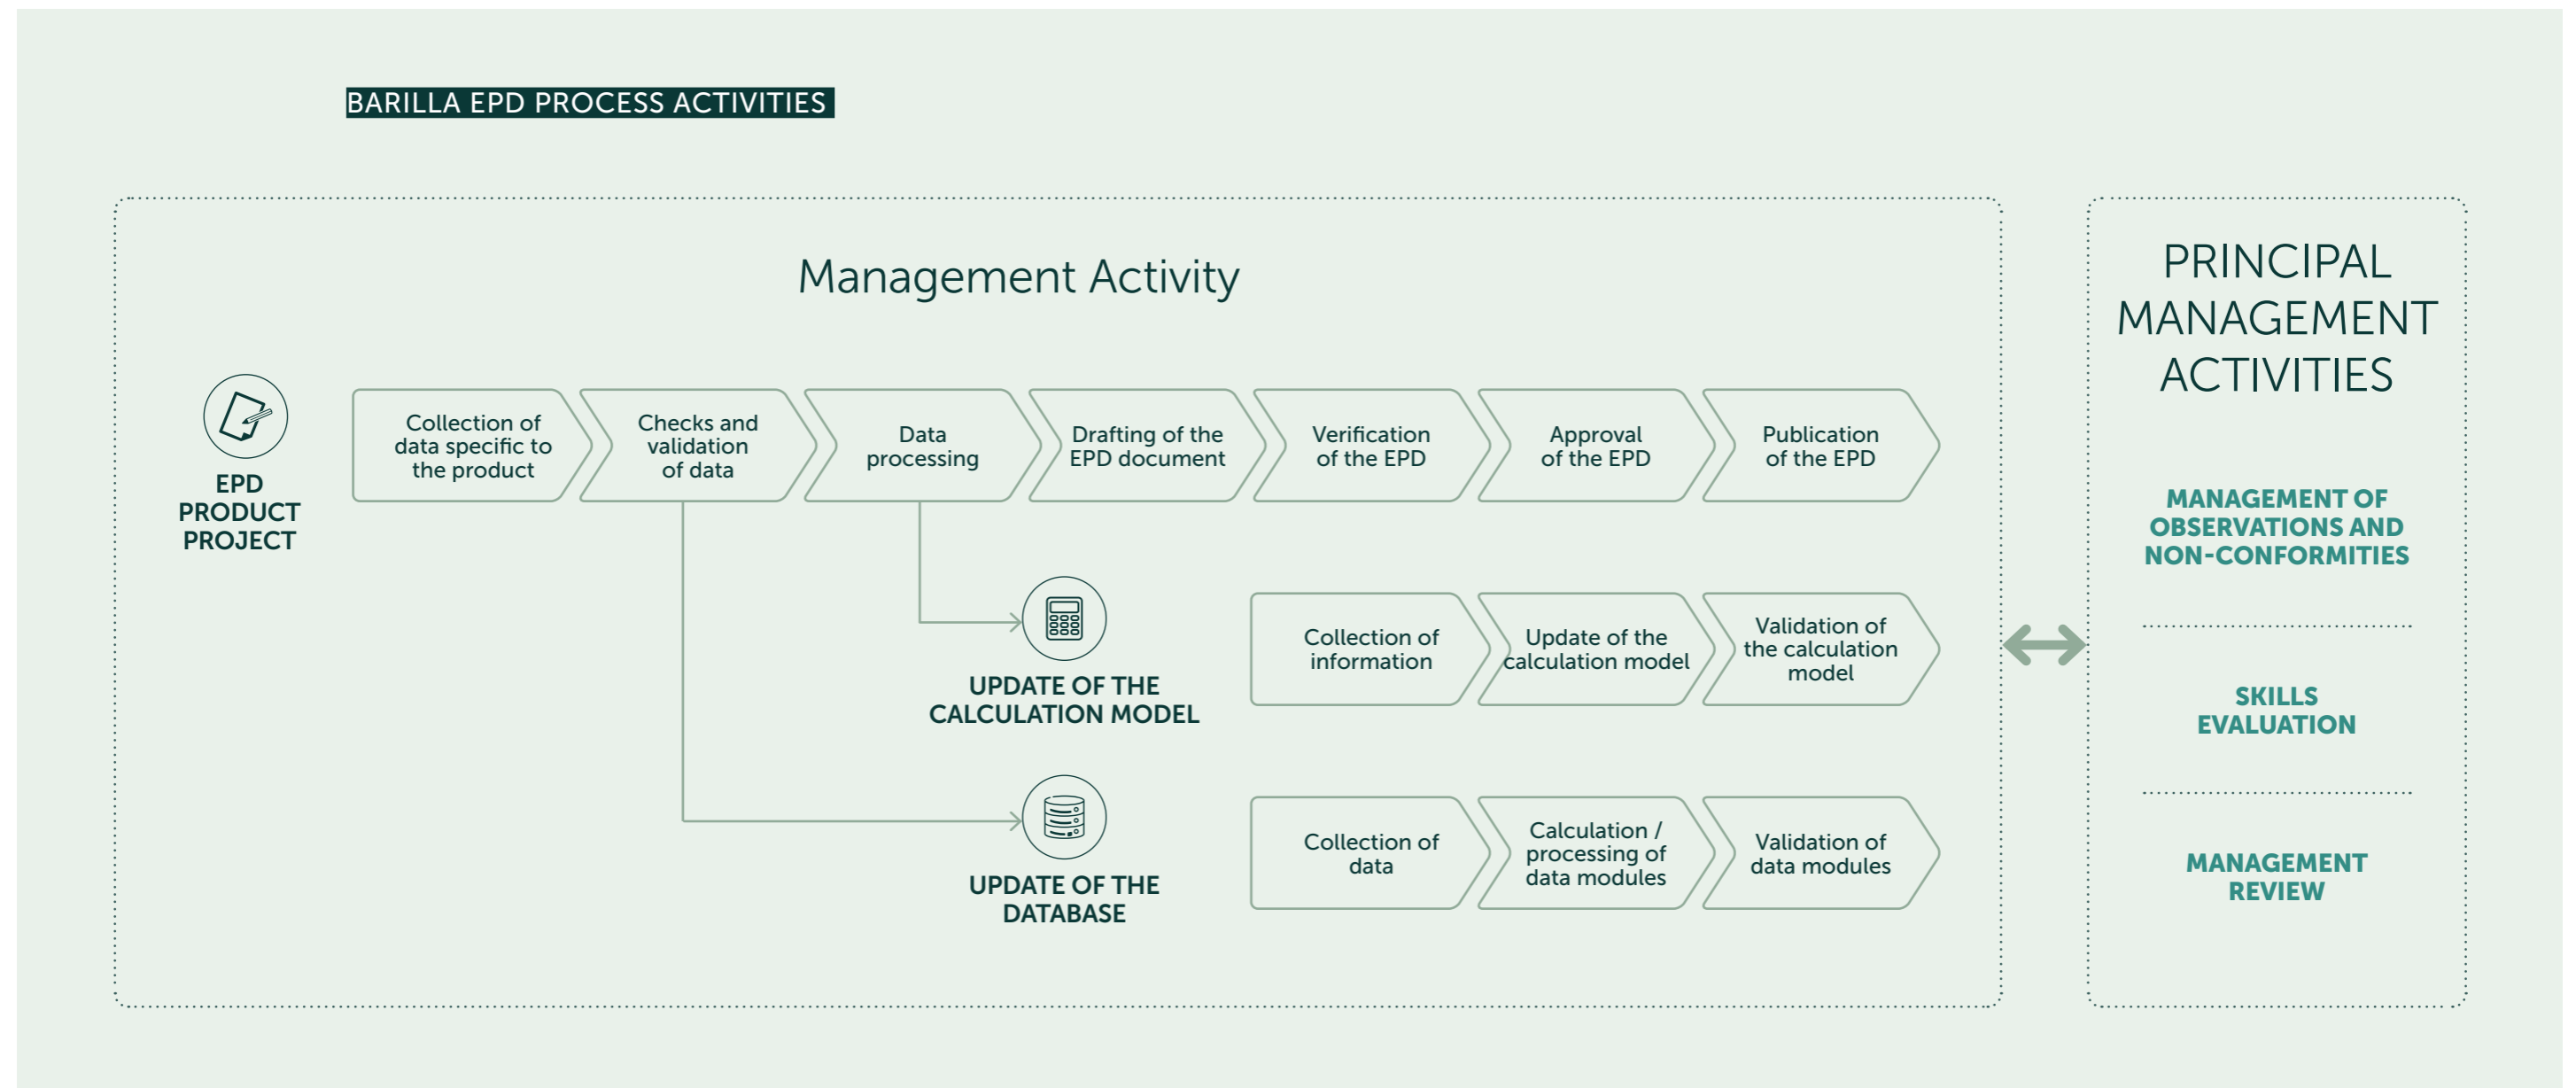 BARILLA EPD PROCESS ACTIVITIES
Management Activity
EPD
PRODUCT
PROJECT
Collection of
data specific to
the product
Checks and
validation
of data
Data
processing
Drafting of the
EPD document
Verification
of the EPD
Approval
of the EPD
Publication
of the EPD
UPDATE OF THE
CALCULATION MODEL
Collection of
information
Update of the
calculation model
Validation of
the calculation
model
UPDATE OF THE
DATABASE
Collection of
data
Calculation /
processing of
data modules
Validation of
data modules
PRINCIPAL
MANAGEMENT
ACTIVITIES
MANAGEMENT OF
OBSERVATIONS AND
NON-CONFORMITIES
SKILLS
EVALUATION
MANAGEMENT
REVIEW